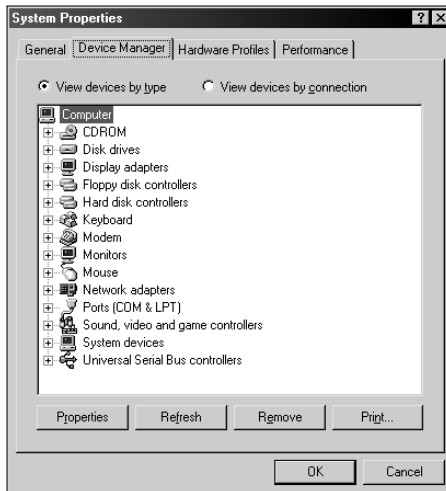 System Properties
General Device Manager Hardware Profiles Performance
View devices by type View devices by connection
Computer
CDROM
Disk drives
Display adapters
Floppy disk controllers
Hard disk controllers
Keyboard
Modem
Monitors
Mouse
Network adapters
Ports (COM & LPT)
Sound, video and game controllers
System devices
Universal Serial Bus controllers
Properties Refresh Remove Print...
OK Cancel